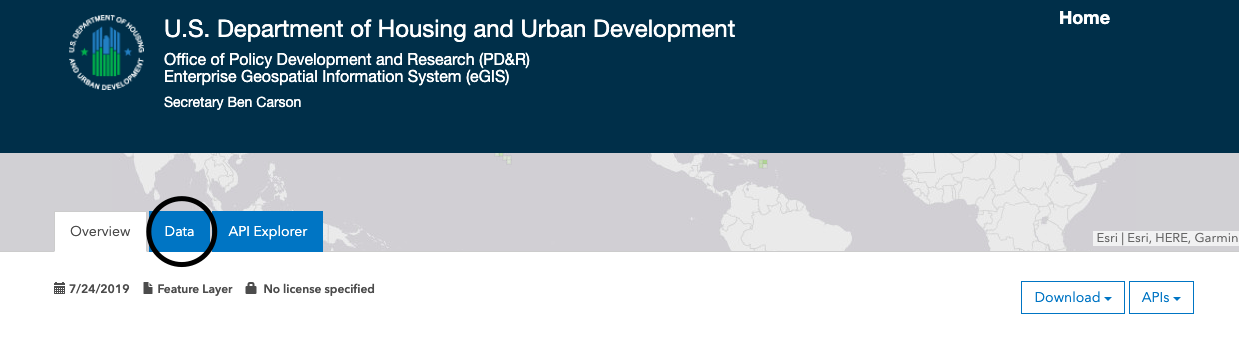 U.S. DEPARTMENT OF HOUSING
AND URBAN DEVELOPMENT
U.S. Department of Housing and Urban Development
Office of Policy Development and Research (PD&R)
Enterprise Geospatial Information System (eGIS)
Secretary Ben Carson
Home
Esri | Esri, HERE, Garmin
Overview Data API Explorer
7/24/2019 Feature Layer No license specified
Download APIs